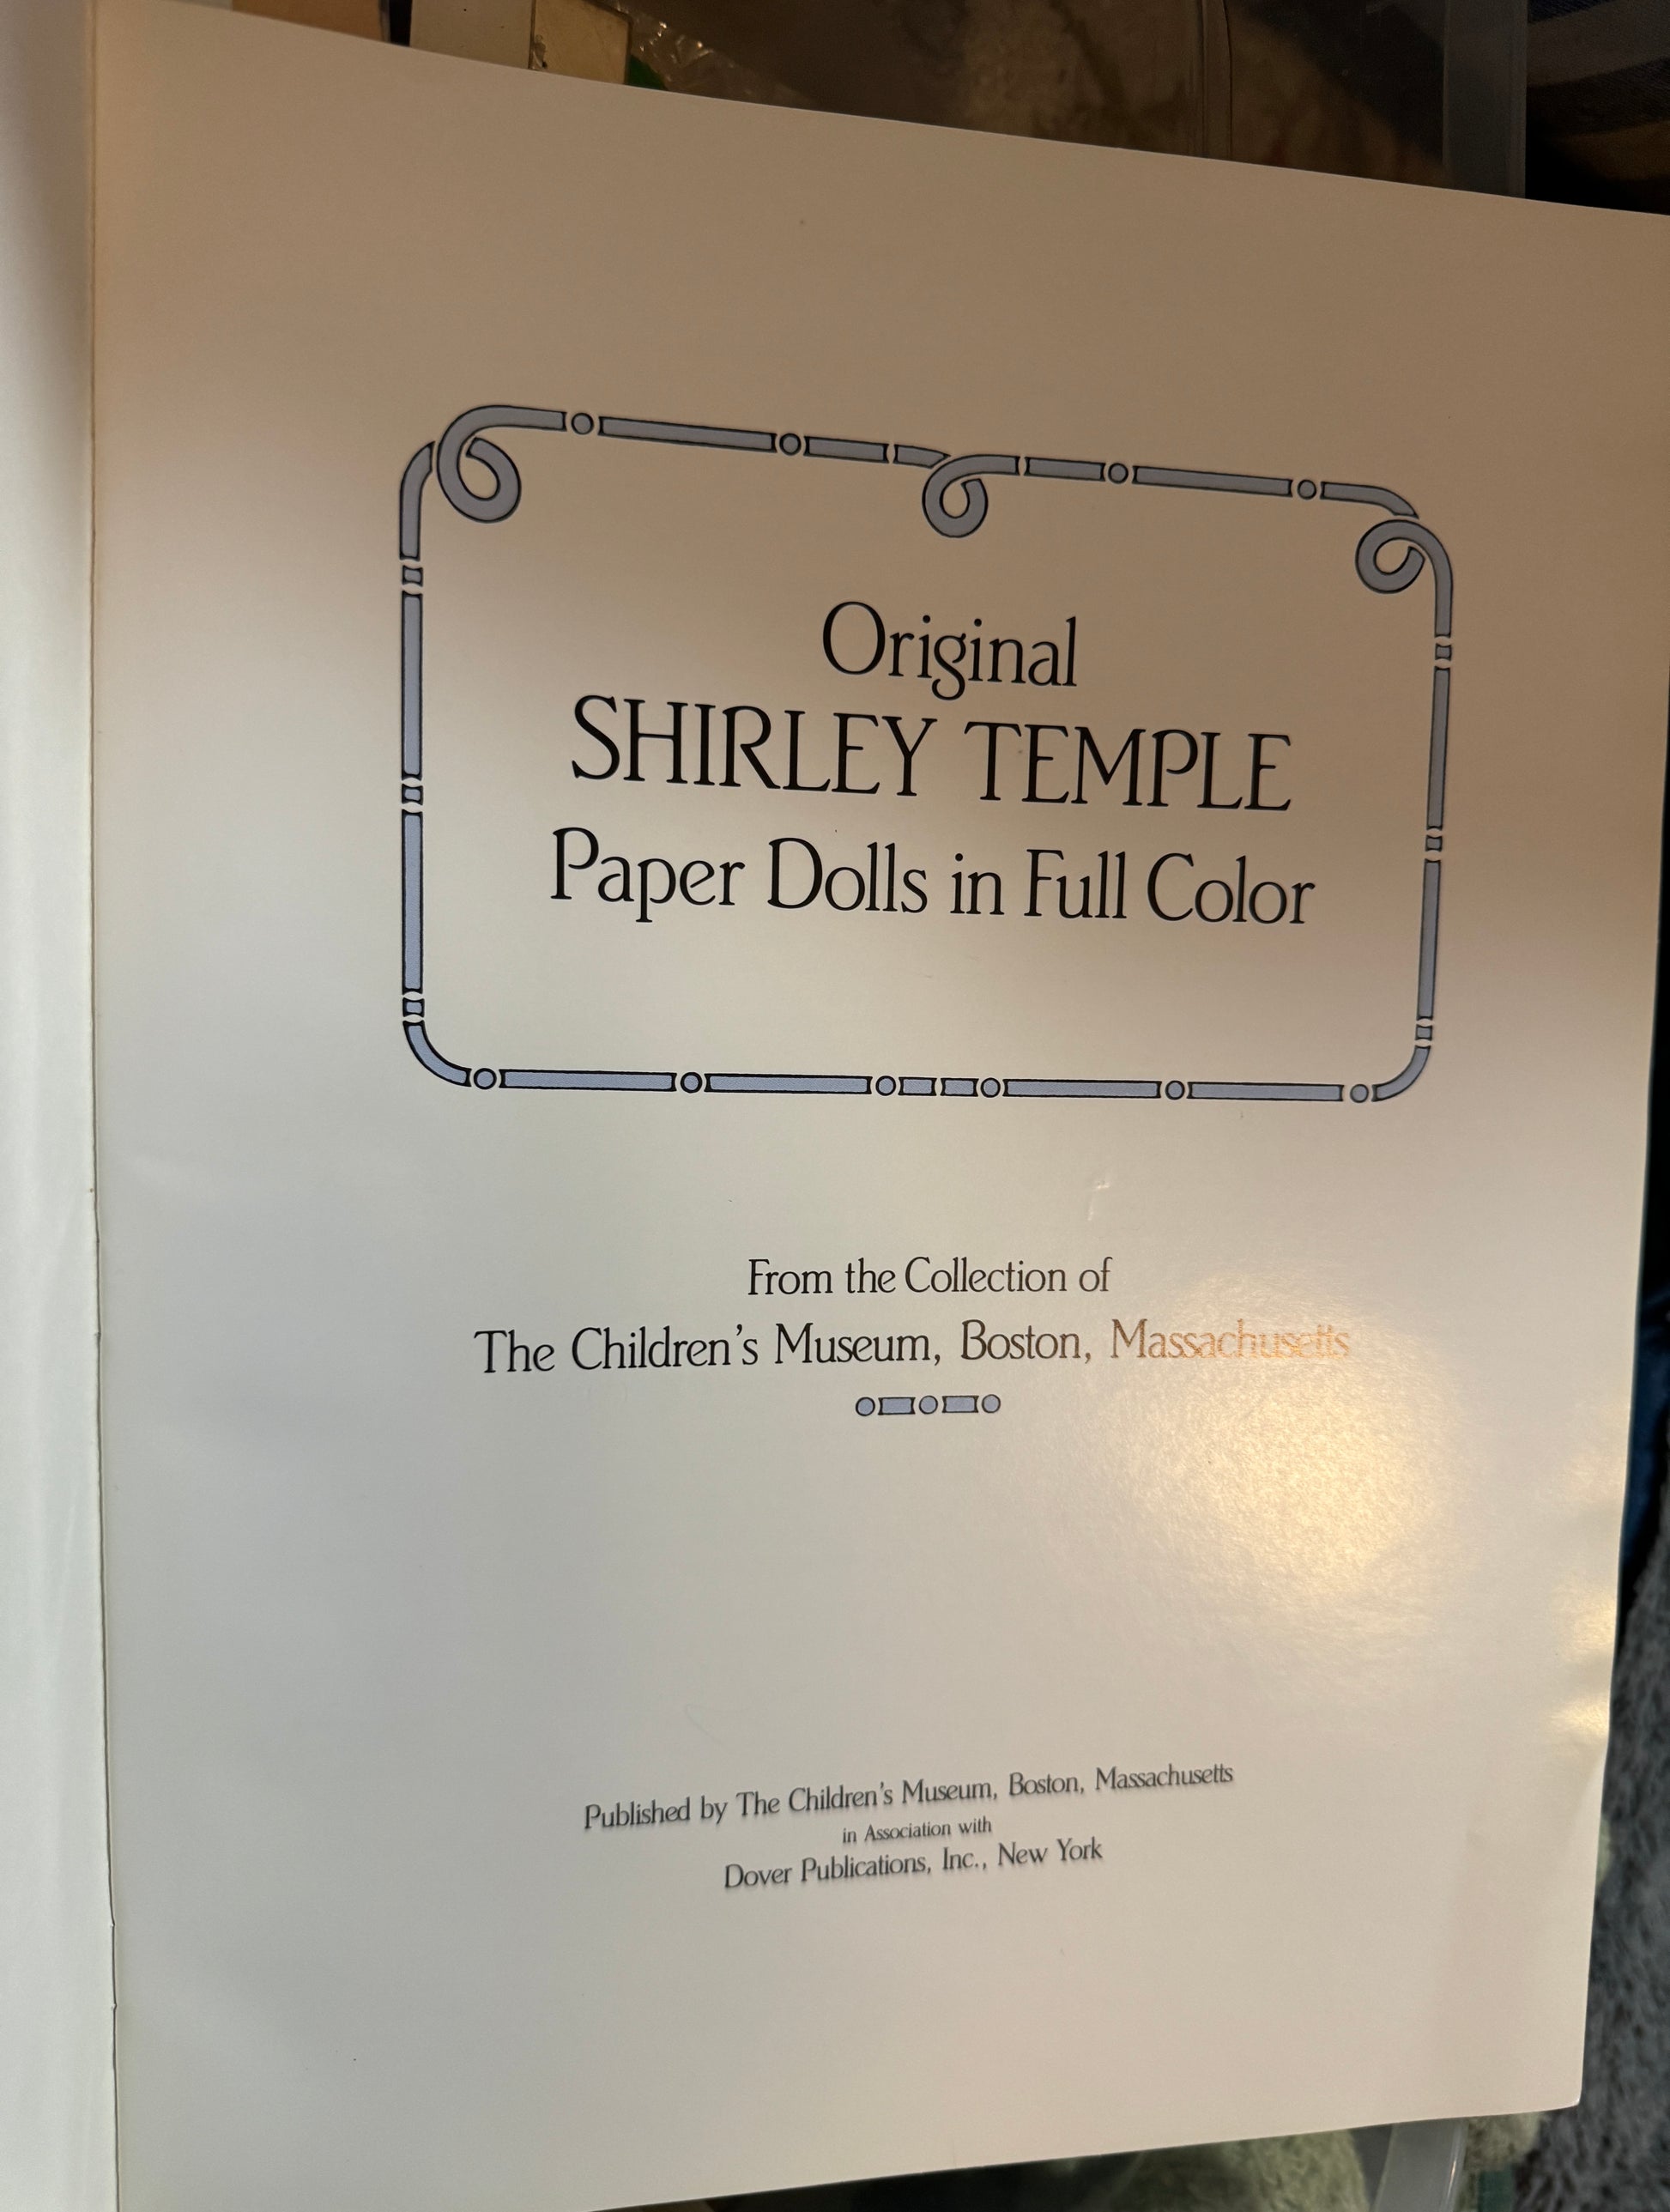 Original
SHIRLEY TEMPLE
Paper Dolls in Full Color
From the Collection of
The Children's Museum, Boston, Massachusetts
Published by The Children's Museum, Boston, Massachusetts
in Association with
Dover Publications, Inc., New York